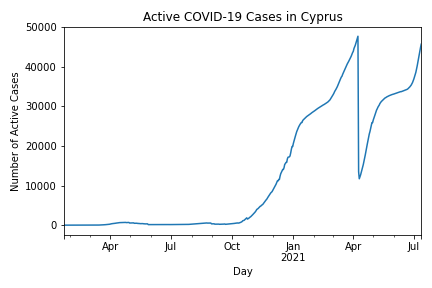 Active COVID-19 Cases in Cyprus
50000
40000
30000
20000
10000
0
Number of Active Cases
Apr Jul Oct Jan Apr Jul
2021
Day